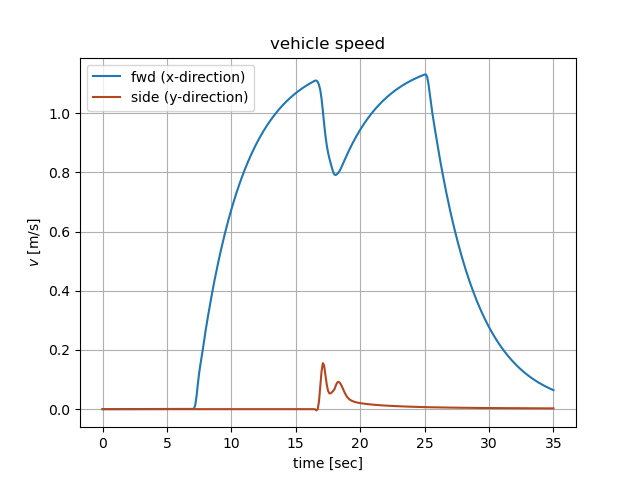 vehicle speed
fwd (x-direction)
side (y-direction)
1.0
0.8
0.6
0.4
0.2
0.0
v [m/s]
0 5 10 15 20 25 30 35
time [sec]